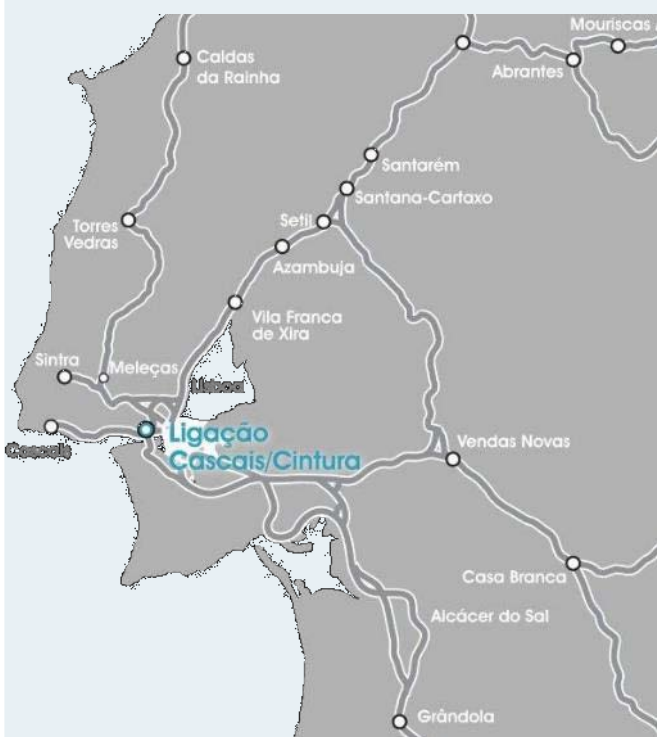 Mouriscas
Caldas
da Rainha
Abrantes
Santarém
Santana-Cartaxo
Setil
Torres
Vedras
Azambuja
Vila Franca
de Xira
Sintra
Meleças
Lisboa
Ligação
Cascais/Cintura
Cascais
Vendas Novas
Casa Branca
Alcácer do Sal
Grândola